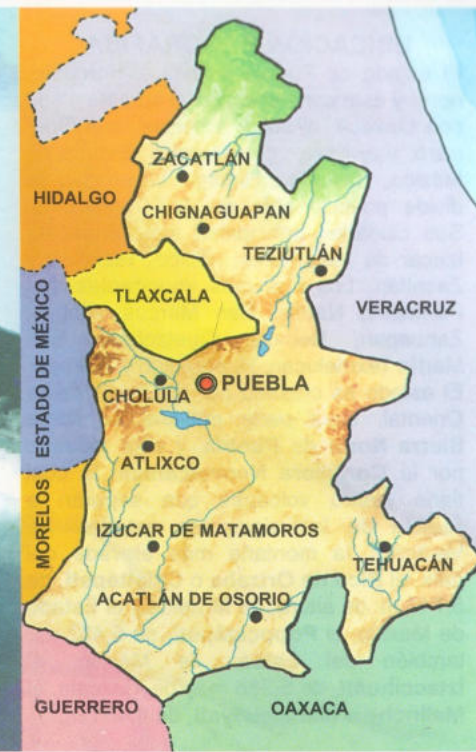 ZACATLÁN
HIDALGO
CHIGNAGUAPAN
TEZIUTLÁN
TLAXCALA
VERACRUZ
ESTADO DE MÉXICO
CHOLULA
PUEBLA
ATLIXCO
MORELOS
IZÚCAR DE MATAMOROS
TEHUACÁN
ACATLÁN DE OSORIO
GUERRERO
OAXACA